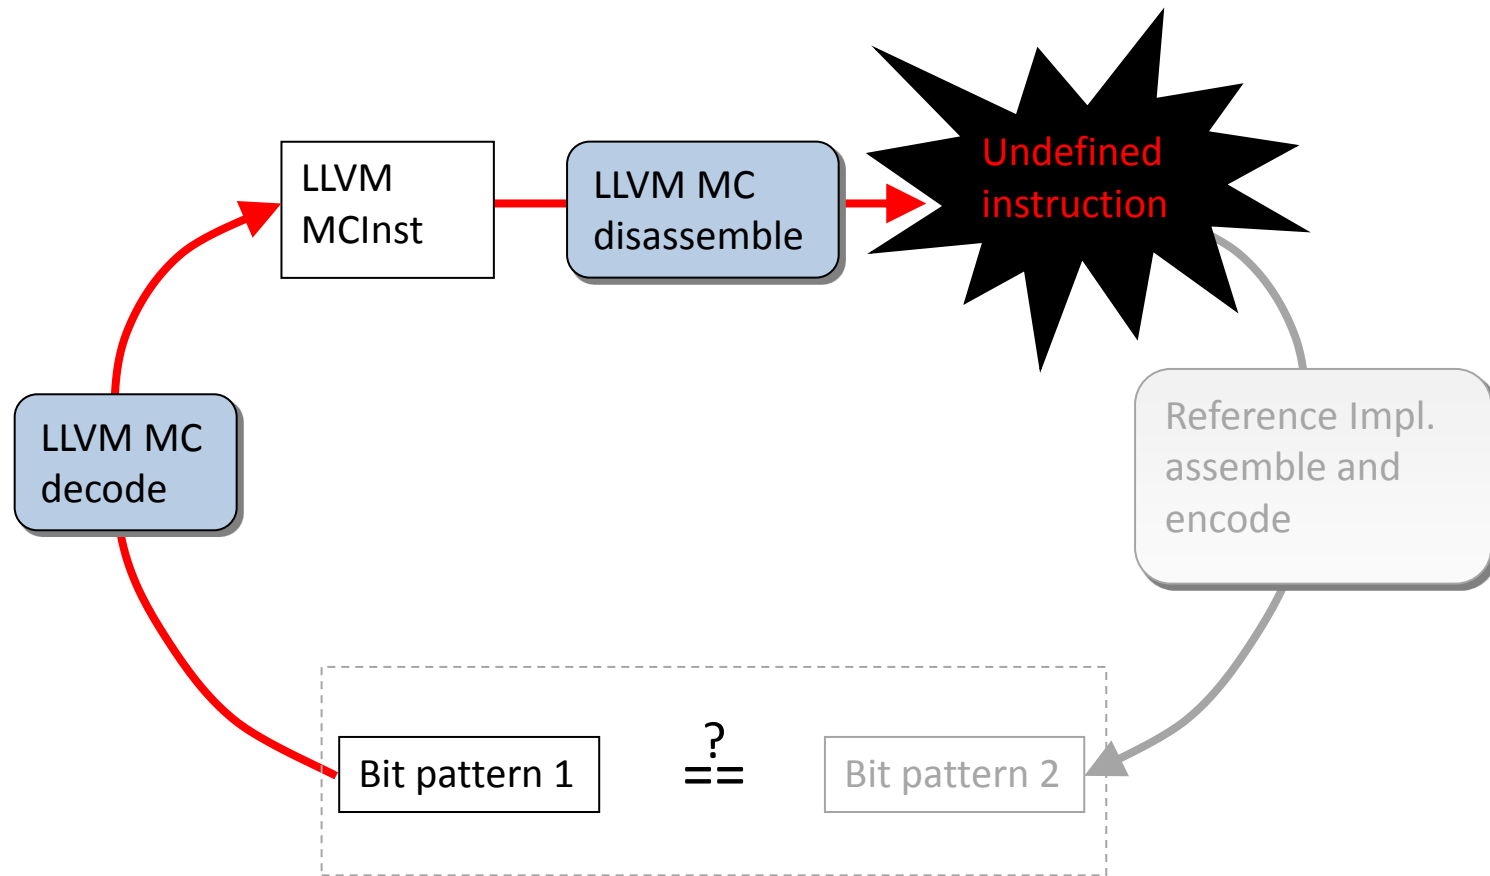 LLVM
MCInst
LLVM MC
disassemble
Undefined
instruction
LLVM MC
decode
Reference Impl.
assemble and
encode
Bit pattern 1
?
==
Bit pattern 2